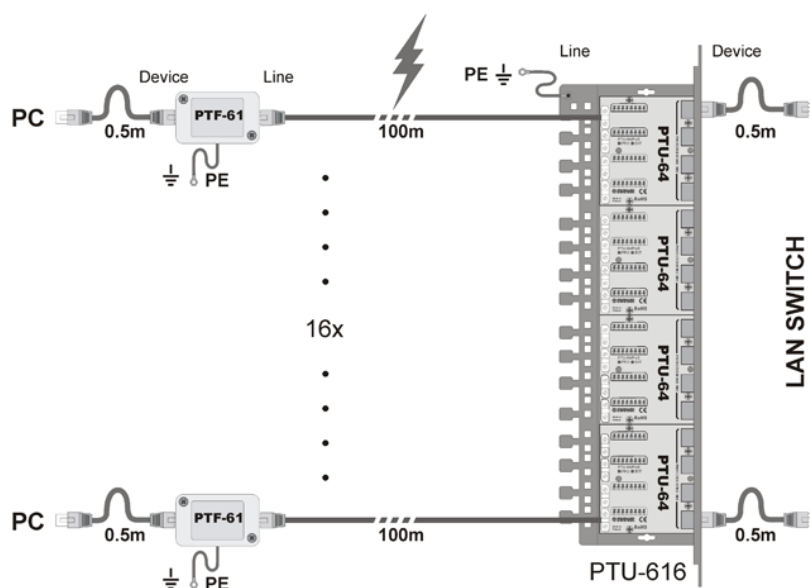 Device
Line
PE
Line
Device
PC
PTF-61
0.5m
100m
0.5m
PE
PTU-64
PTU-64
16x
PTU-64
PTU-64
LAN SWITCH
PC
PTF-61
0.5m
100m
0.5m
PE
PTU-616